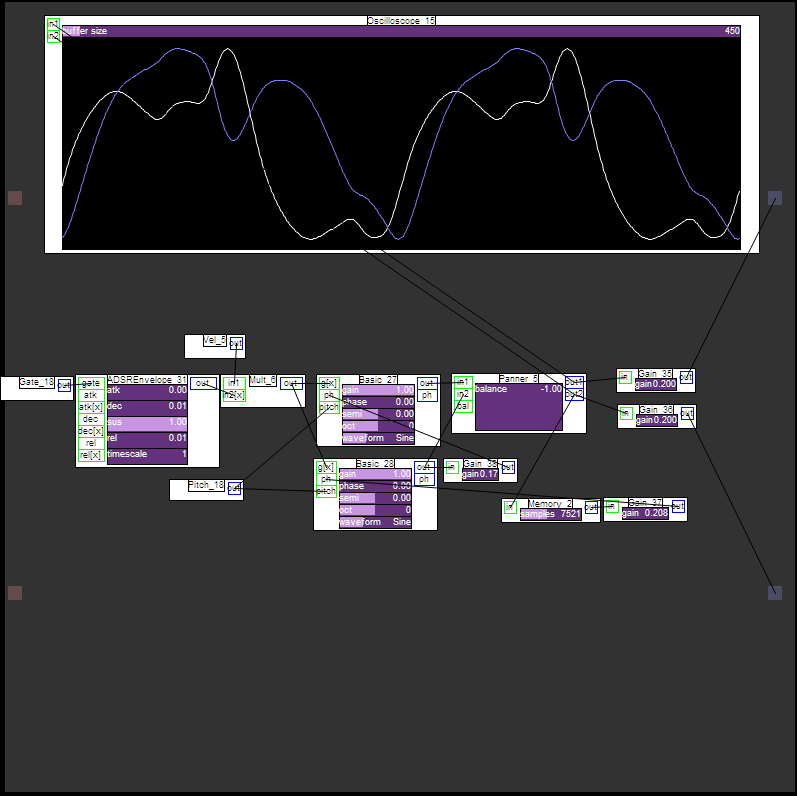 Oscilloscope_15
in1
buffer size 450
in2
Vel_5
out
Gate_18
out
ADSREnvelope_31
gate
atk
atk[x]
dec
dec[x]
rel
rel[x]
out
atk 0.00
dec 0.01
sus 1.00
rel 0.01
timescale 1
Mult_6
in1
in2[x]
out
Basic_27
g[x]
ph
pitch
out
ph
gain 1.00
phase 0.00
semi 0.00
oct 0
waveform Sine
Panner_5
in1
in2
bal
out1
out2
balance -1.00
Gain_35
in
out
gain 0.200
Gain_36
in
out
gain 0.200
Pitch_18
out
Basic_28
g[x]
ph
pitch
out
ph
gain 1.00
phase 0.00
semi 0.00
oct 0
waveform Sine
Gain_38
in
out
gain 0.17
Memory_2
in
out
samples 7521
Gain_37
in
out
gain 0.208